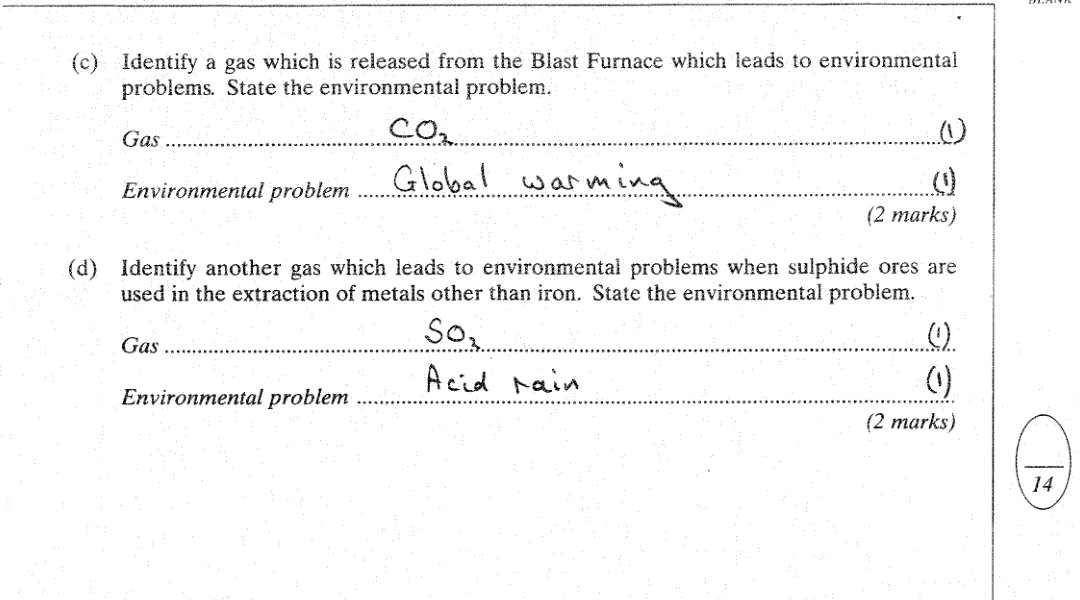 (c) Identify a gas which is released from the Blast Furnace which leads to environmental
problems. State the environmental problem.
Gas ........ CO₂ ........ (1)
Environmental problem ........ Global warming ........ (1)
(2 marks)
(d) Identify another gas which leads to environmental problems when sulphide ores are
used in the extraction of metals other than iron. State the environmental problem.
Gas ........ SO₂ ........ (1)
Environmental problem ........ Acid rain ........ (1)
(2 marks)
14